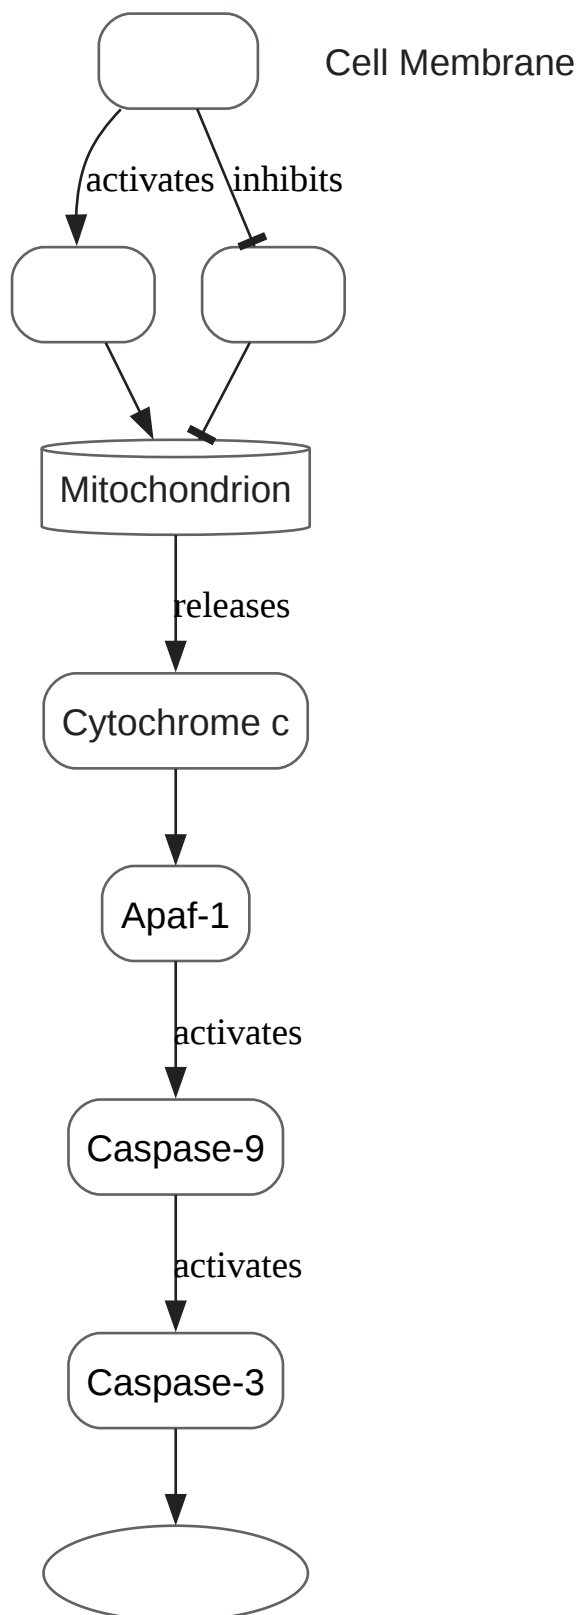 Cell Membrane
activates inhibits
Mitochondrion
releases
Cytochrome c
Apaf-1
activates
Caspase-9
activates
Caspase-3